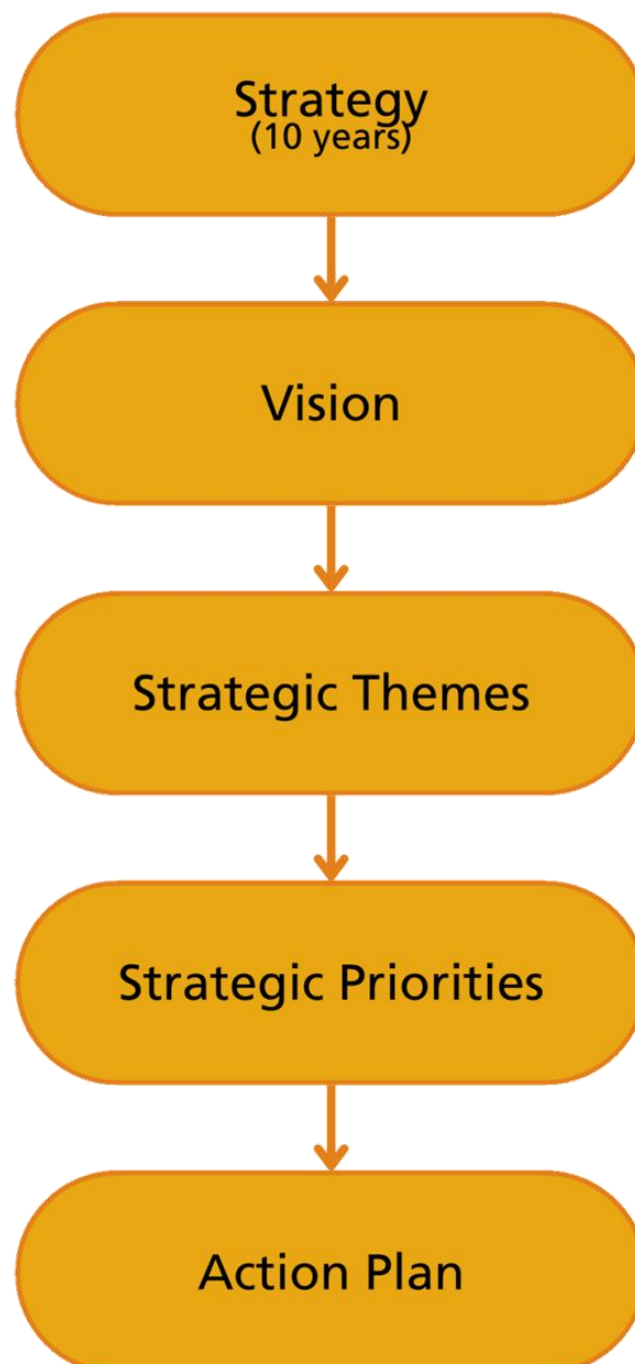 Strategy
(10 years)
Vision
Strategic Themes
Strategic Priorities
Action Plan